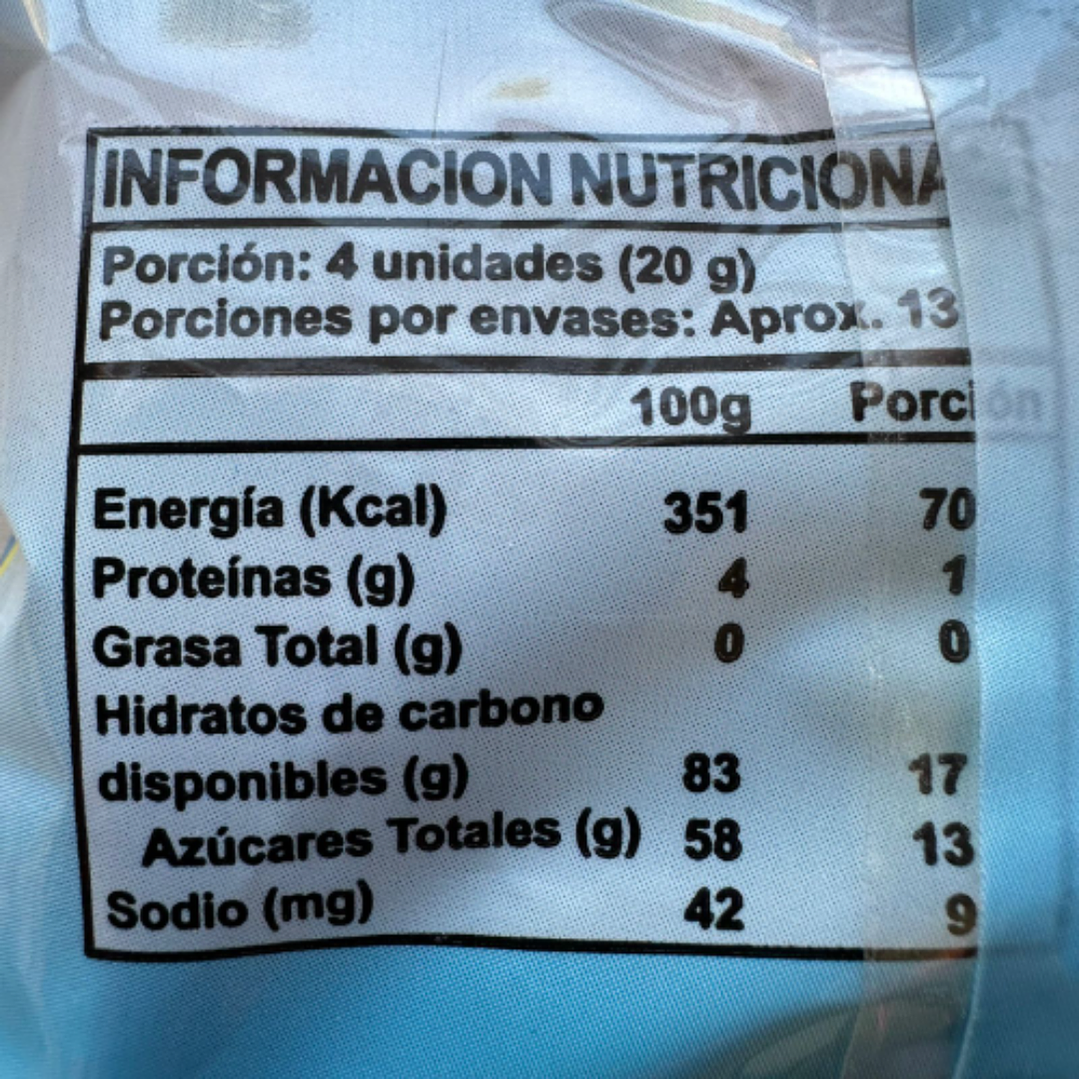 INFORMACION NUTRICIONA
Porción: 4 unidades (20 g)
Porciones por envases: Aprox. 13
100g Porción
Energía (Kcal) 351 70
Proteínas (g) 4 1
Grasa Total (g) 0 0
Hidratos de carbono
disponibles (g) 83 17
Azúcares Totales (g) 58 13
Sodio (mg) 42 9